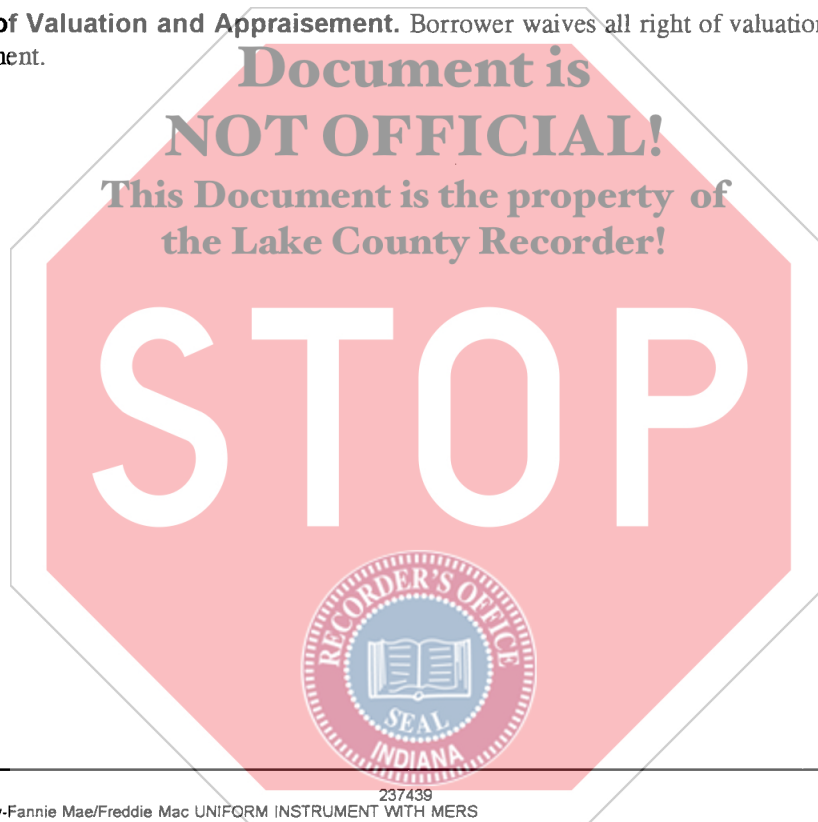 of Valuation and Appraisement. Borrower waives all right of valuation
ment.
Document is
NOT OFFICIAL!
This Document is the property of
the Lake County Recorder!
STOP
RECORDER'S OFFICE
SEAL
INDIANA
237439
-Fannie Mae/Freddie Mac UNIFORM INSTRUMENT WITH MERS